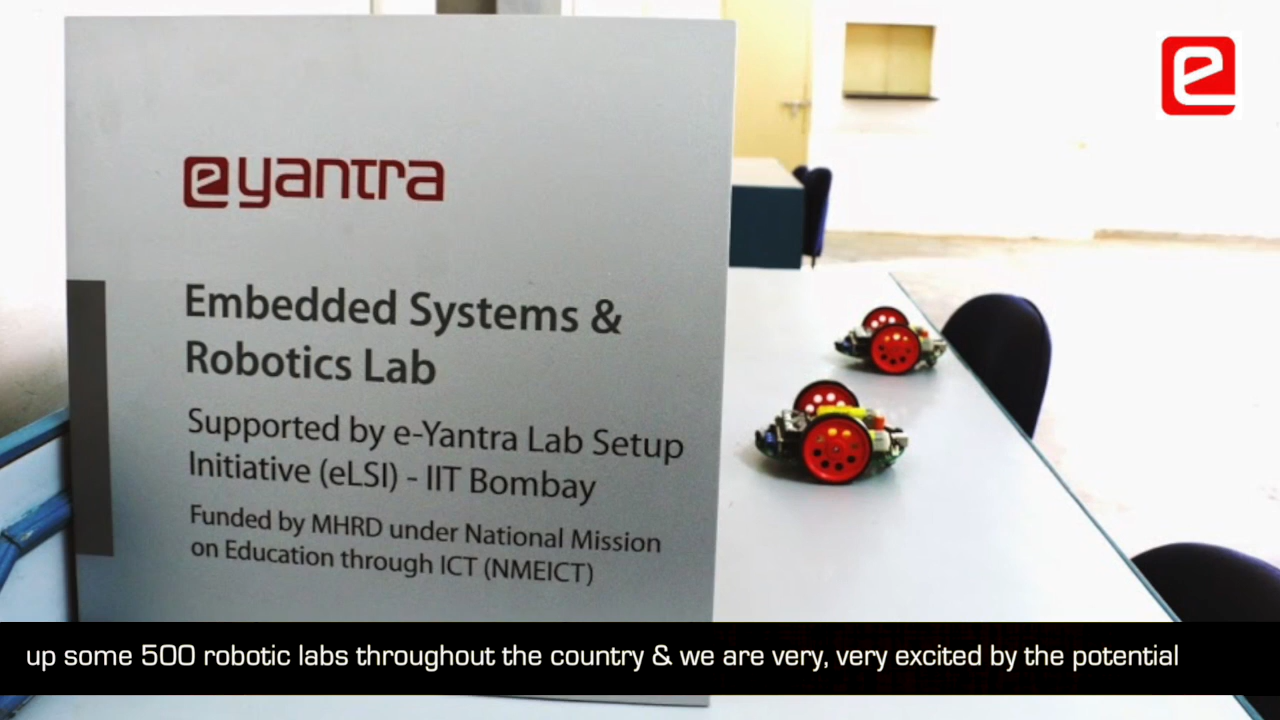 e
eyantra
Embedded Systems &
Robotics Lab
Supported by e-Yantra Lab Setup
Initiative (eLSI) - IIT Bombay
Funded by MHRD under National Mission
on Education through ICT (NMEICT)
up some 500 robotic labs throughout the country & we are very, very excited by the potential